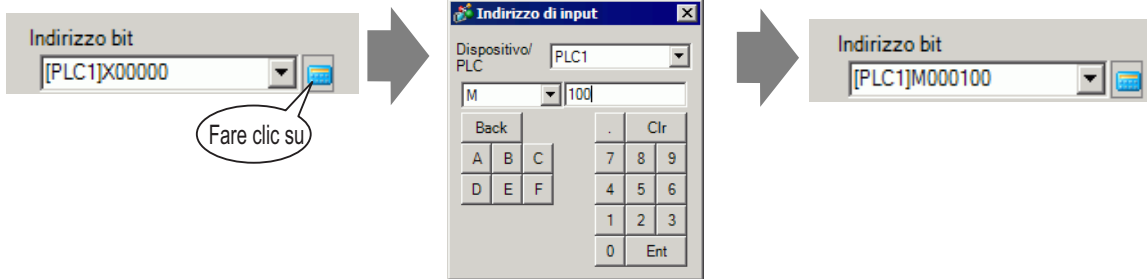 Indirizzo bit
[PLC1]X00000
Fare clic su
Indirizzo di input
Dispositivo/
PLC
PLC1
M
100
Back
. Clr
A B C 7 8 9
D E F 4 5 6
1 2 3
0 Ent
Indirizzo bit
[PLC1]M000100